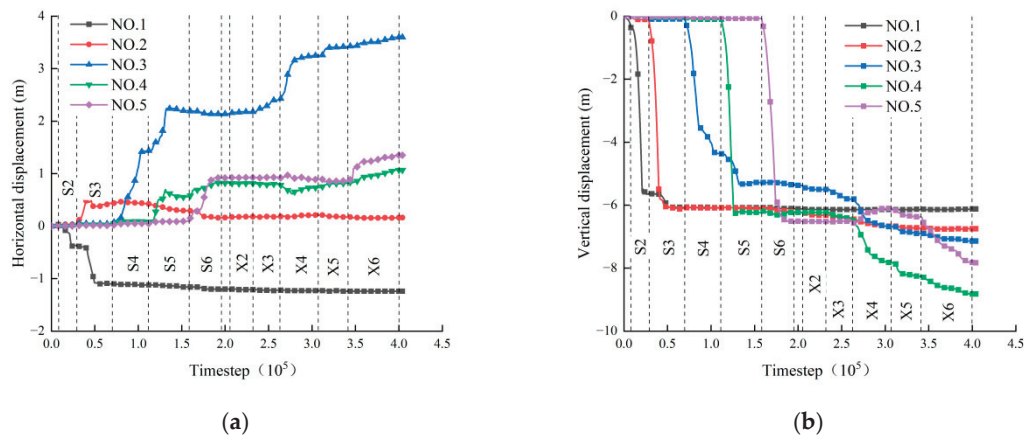 4
3
2
1
0
−1
−2
Horizontal displacement (m)
NO.1
NO.2
NO.3
NO.4
NO.5
S2
S3
S4
S5
S6
X2
X3
X4
X5
X6
0.0 0.5 1.0 1.5 2.0 2.5 3.0 3.5 4.0 4.5
Timestep（10⁵）
(a)
0
−2
−4
−6
−8
−10
Vertical displacement (m)
NO.1
NO.2
NO.3
NO.4
NO.5
S2
S3
S4
S5
S6
X2
X3
X4
X5
X6
0.0 0.5 1.0 1.5 2.0 2.5 3.0 3.5 4.0 4.5
Timestep（10⁵）
(b)